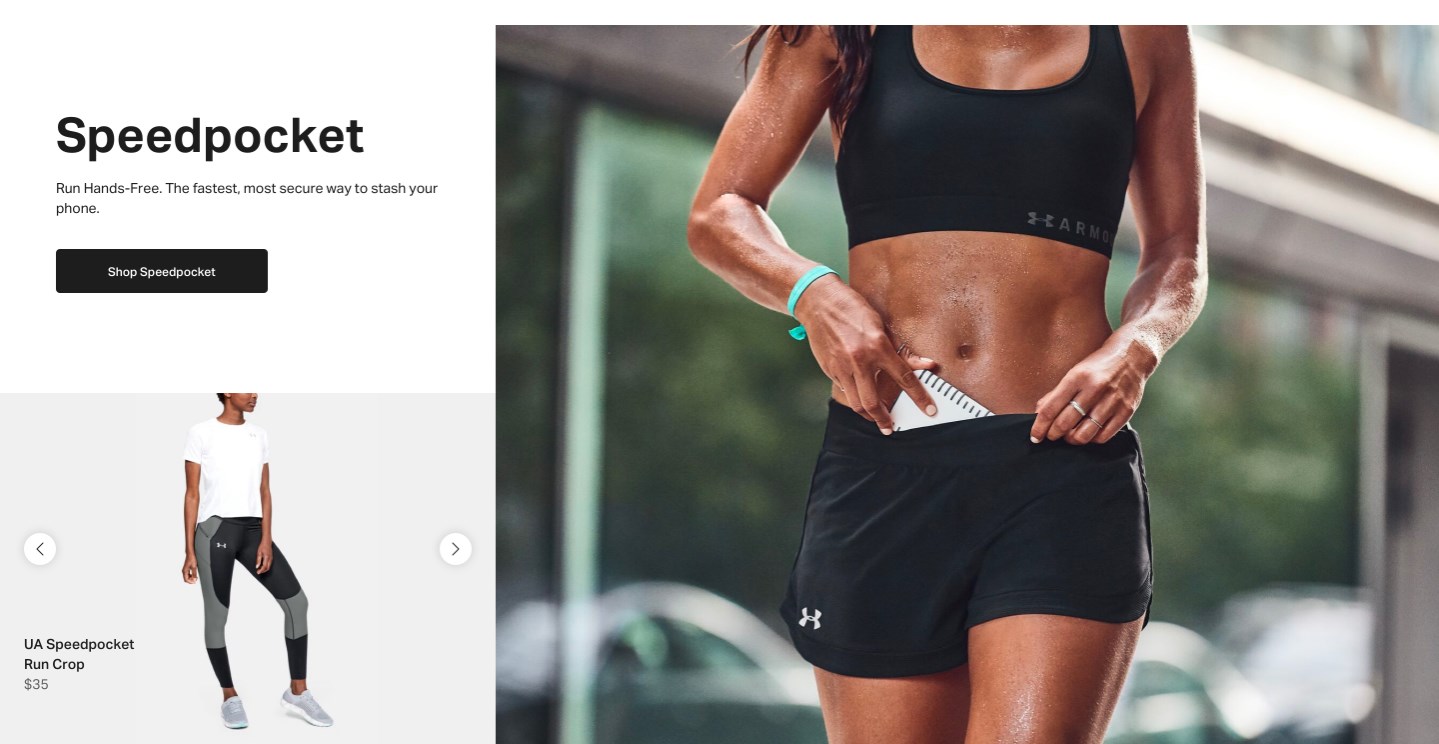 Speedpocket
Run Hands-Free. The fastest, most secure way to stash your
phone.
Shop Speedpocket
UA Speedpocket
Run Crop
$35
ARMO